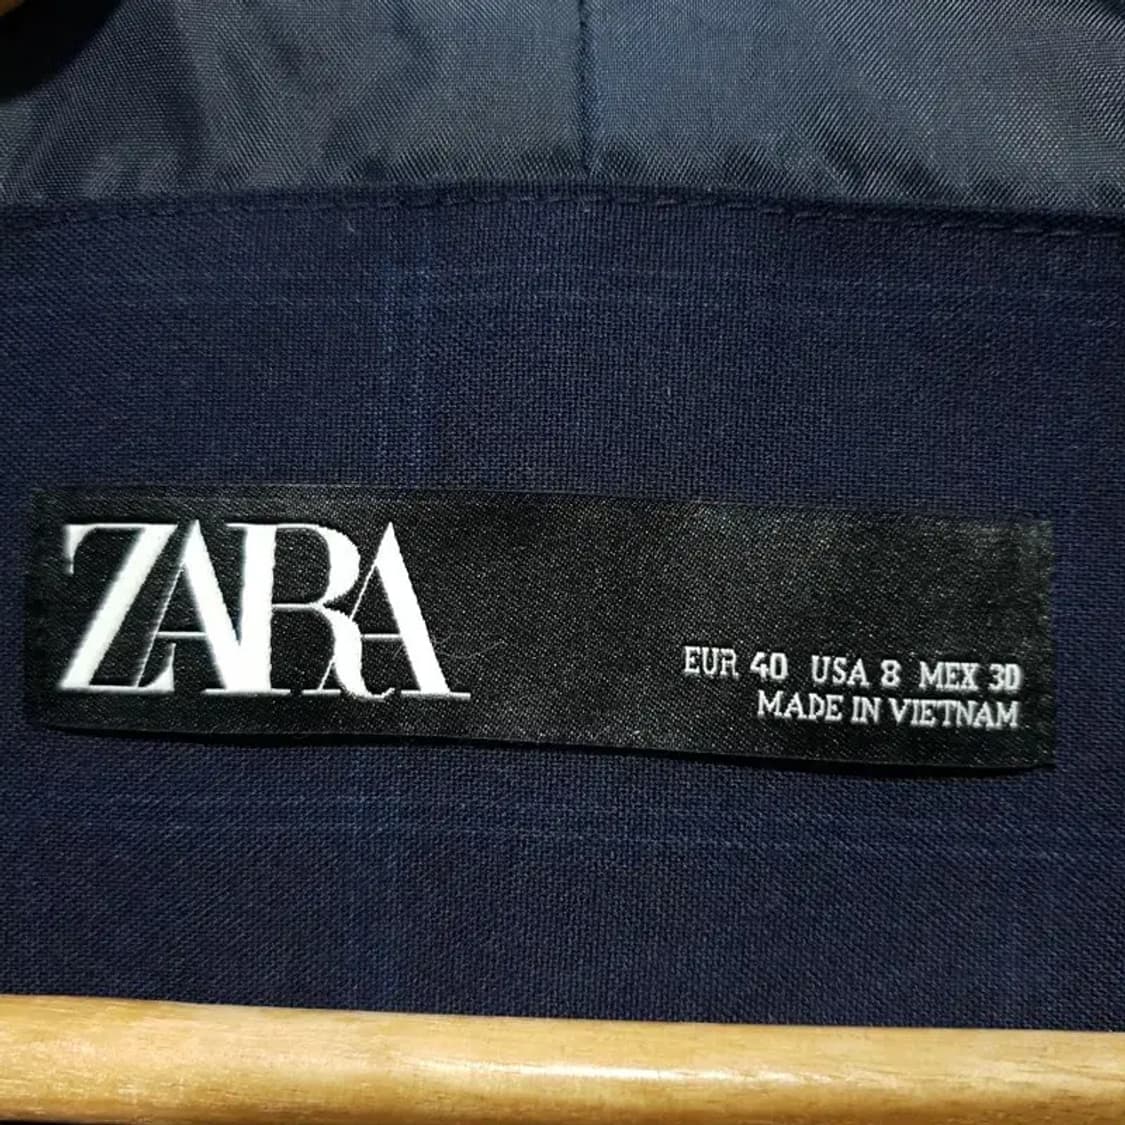 ZARA
EUR 40 USA 8 MEX 30
MADE IN VIETNAM